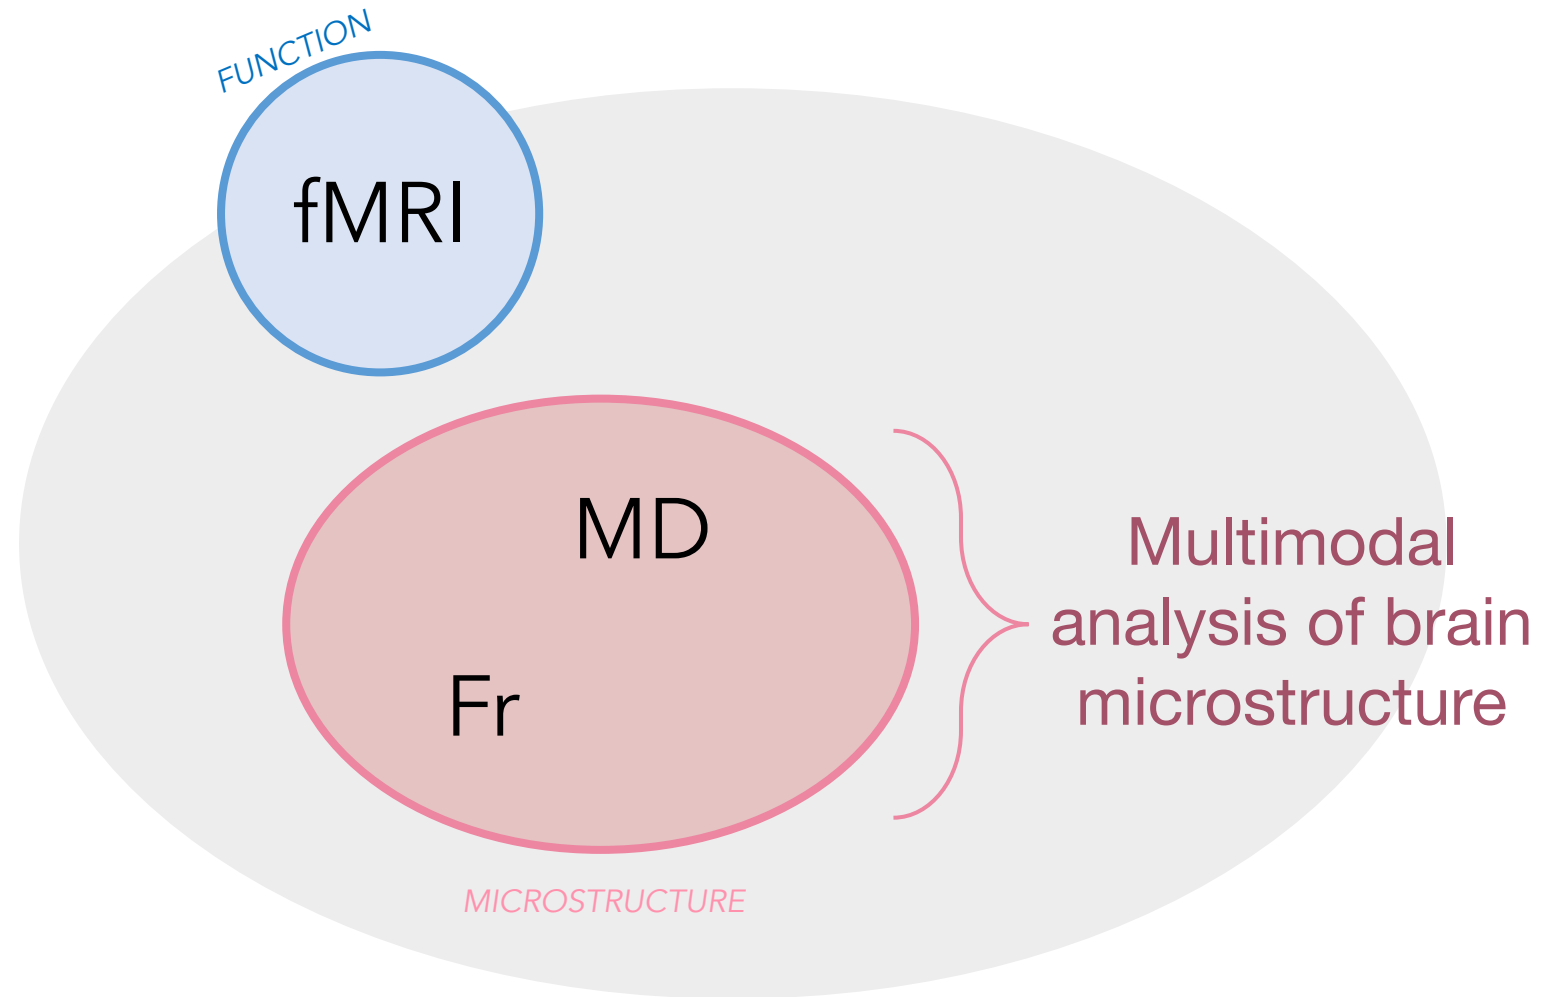 FUNCTION
fMRI
MD
Fr
Multimodal
analysis of brain
microstructure
MICROSTRUCTURE